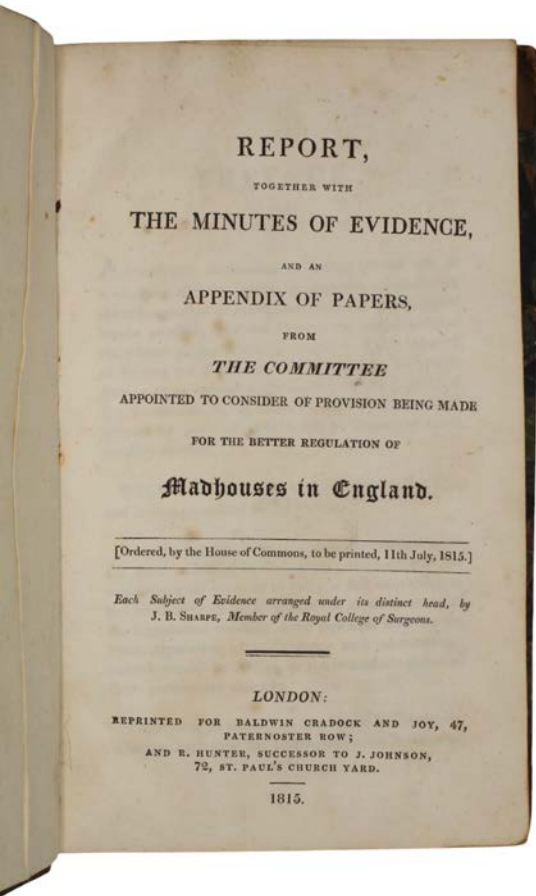 REPORT,
TOGETHER WITH
THE MINUTES OF EVIDENCE,
AND AN
APPENDIX OF PAPERS,
FROM
THE COMMITTEE
APPOINTED TO CONSIDER OF PROVISION BEING MADE
FOR THE BETTER REGULATION OF
Madhouses in England.
[Ordered, by the House of Commons, to be printed, 11th July, 1815.]
Each Subject of Evidence arranged under its distinct head, by
J. B. SHARPE, Member of the Royal College of Surgeons.
LONDON:
REPRINTED FOR BALDWIN CRADOCK AND JOY, 47,
PATERNOSTER ROW;
AND R. HUNTER, SUCCESSOR TO J. JOHNSON,
72, ST. PAUL'S CHURCH YARD.
1815.